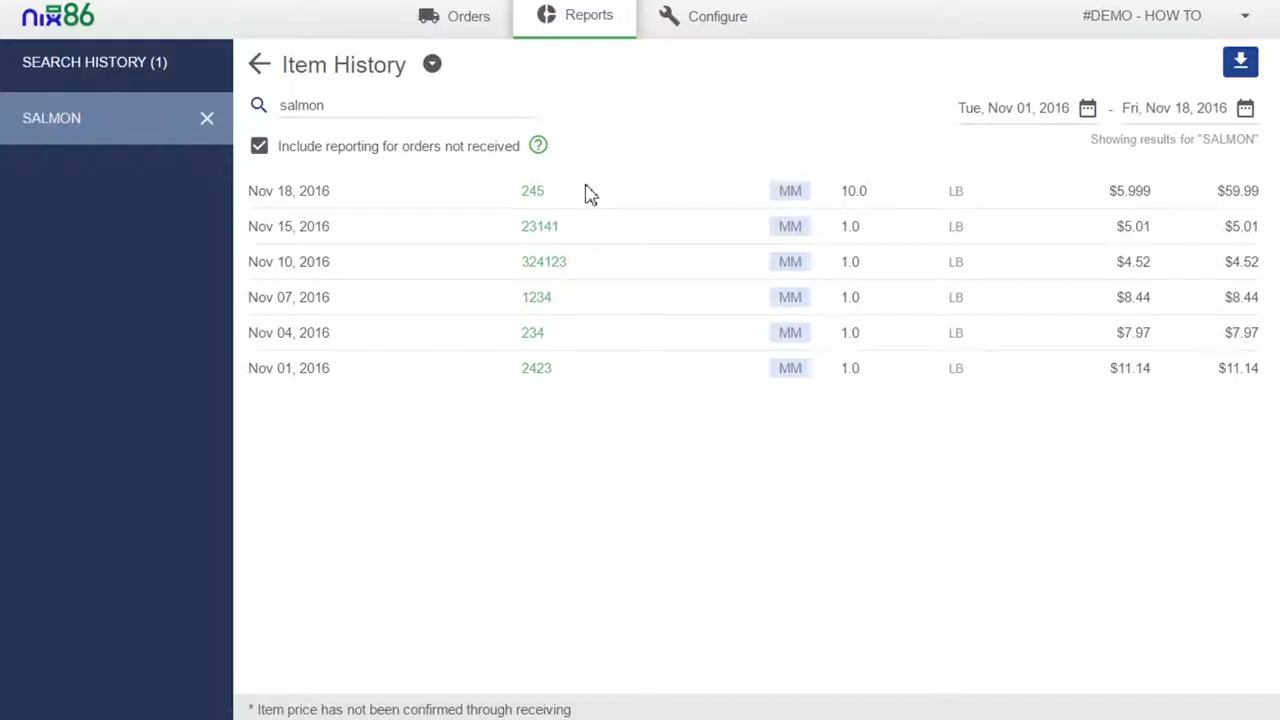 nix86 Orders Reports Configure #DEMO - HOW TO
SEARCH HISTORY (1)
SALMON
Item History
salmon
Tue, Nov 01, 2016 - Fri, Nov 18, 2016
Include reporting for orders not received ?
Showing results for "SALMON"
Nov 18, 2016 245 MM 10.0 LB $5.999 $59.99
Nov 15, 2016 23141 MM 1.0 LB $5.01 $5.01
Nov 10, 2016 324123 MM 1.0 LB $4.52 $4.52
Nov 07, 2016 1234 MM 1.0 LB $8.44 $8.44
Nov 04, 2016 234 MM 1.0 LB $7.97 $7.97
Nov 01, 2016 2423 MM 1.0 LB $11.14 $11.14
* Item price has not been confirmed through receiving